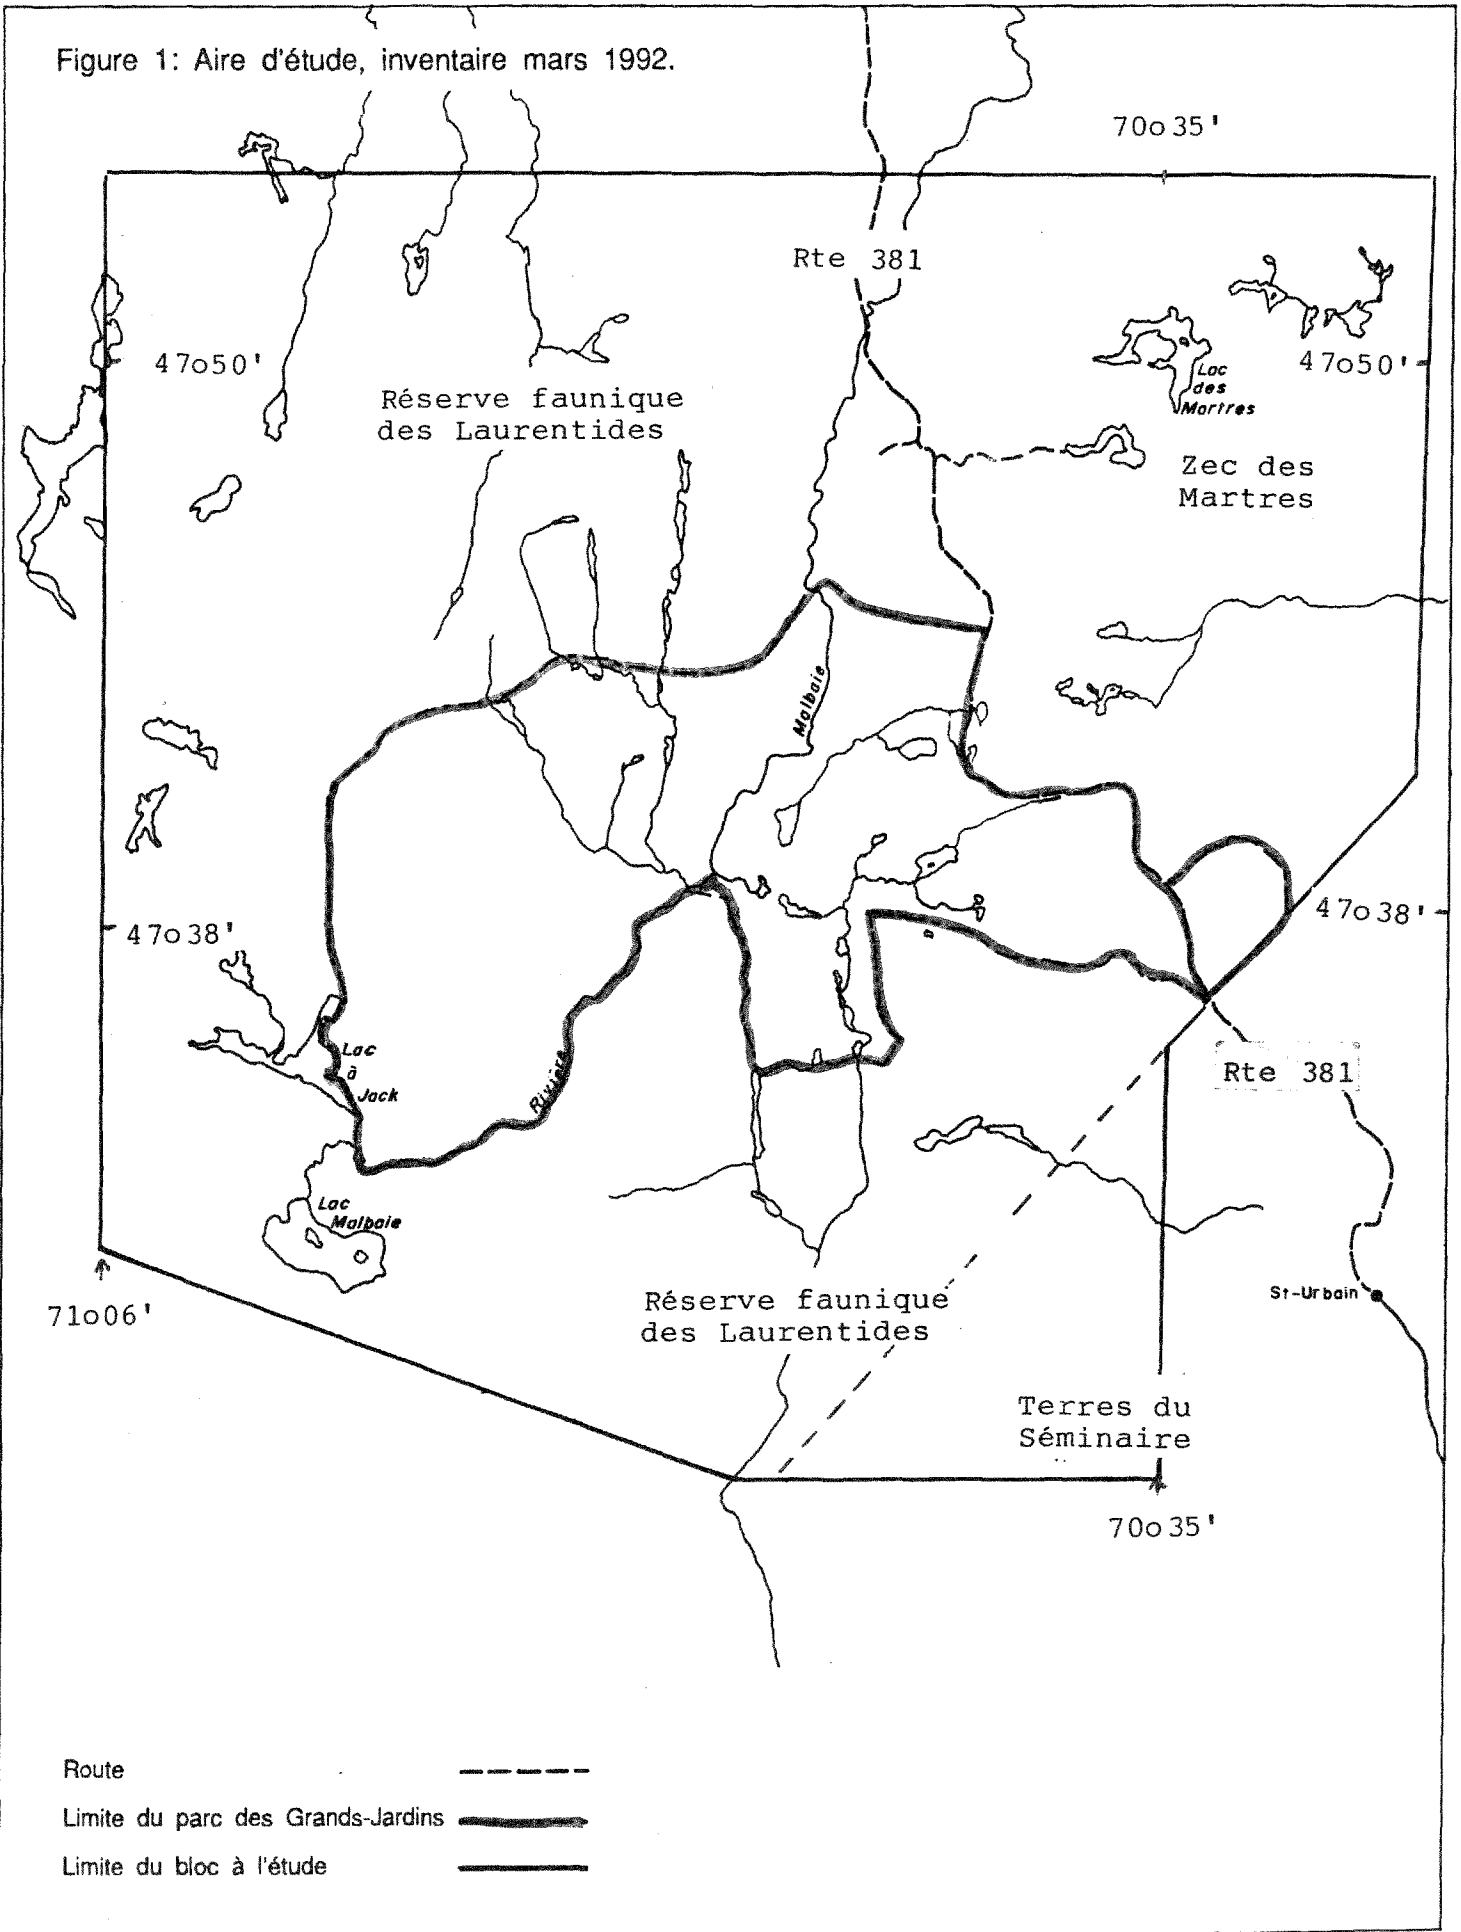 Figure 1: Aire d'étude, inventaire mars 1992.
70o35'
Rte 381
47o50'
47o50'
Lac
des
Martres
Réserve faunique
des Laurentides
Zec des
Martres
Malbaie
47o38'
47o38'
Lac
à
Jack
Rivière
Rte 381
Lac
Malbaie
71o06'
St-Urbain
Réserve faunique
des Laurentides
Terres du
Séminaire
70o35'
Route
Limite du parc des Grands-Jardins
Limite du bloc à l'étude